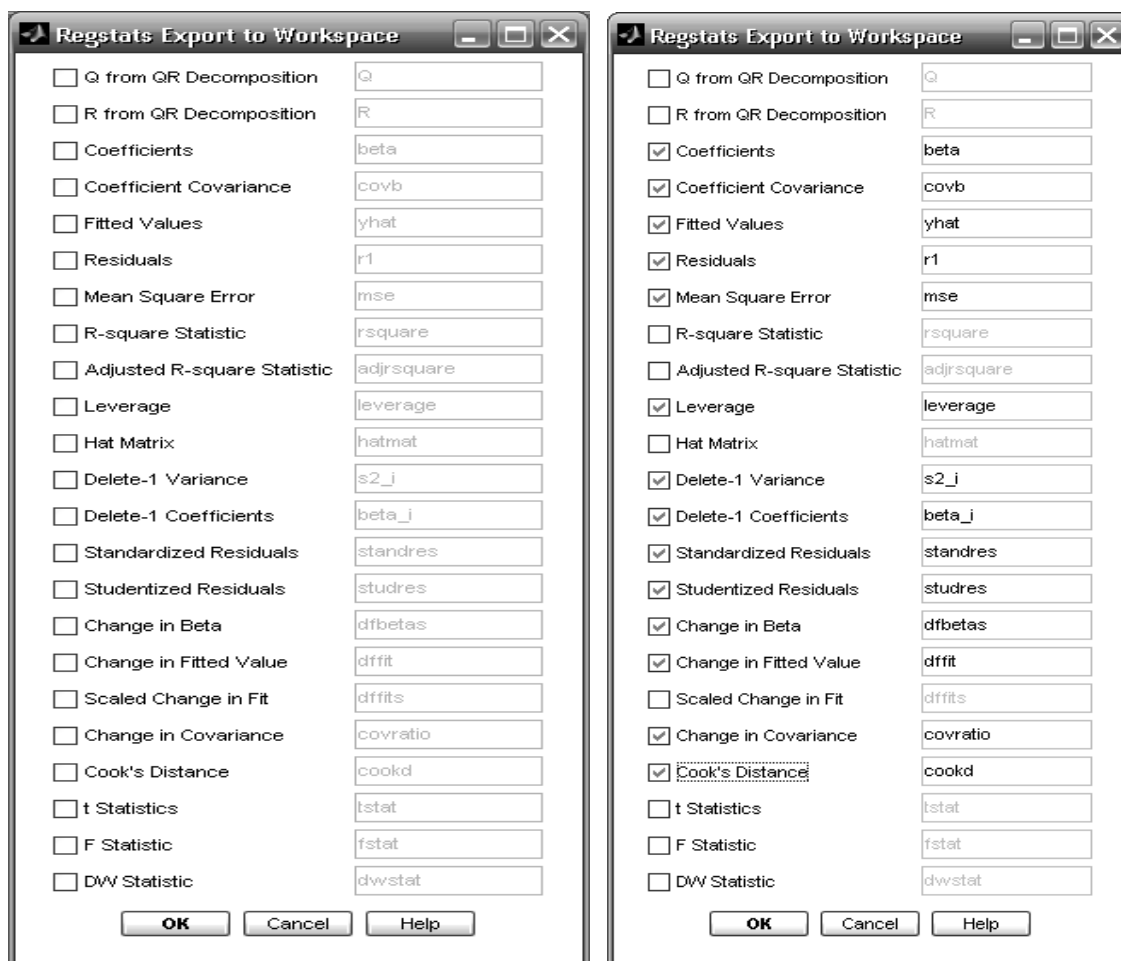 Regstats Export to Workspace
Q from QR Decomposition Q
R from QR Decomposition R
Coefficients beta
Coefficient Covariance covb
Fitted Values yhat
Residuals r1
Mean Square Error mse
R-square Statistic rsquare
Adjusted R-square Statistic adjrsquare
Leverage leverage
Hat Matrix hatmat
Delete-1 Variance s2_i
Delete-1 Coefficients beta_i
Standardized Residuals standres
Studentized Residuals studres
Change in Beta dfbetas
Change in Fitted Value dffit
Scaled Change in Fit dffits
Change in Covariance covratio
Cook's Distance cookd
t Statistics tstat
F Statistic fstat
DW Statistic dwstat
OK Cancel Help
Regstats Export to Workspace
Q from QR Decomposition Q
R from QR Decomposition R
Coefficients beta
Coefficient Covariance covb
Fitted Values yhat
Residuals r1
Mean Square Error mse
R-square Statistic rsquare
Adjusted R-square Statistic adjrsquare
Leverage leverage
Hat Matrix hatmat
Delete-1 Variance s2_i
Delete-1 Coefficients beta_i
Standardized Residuals standres
Studentized Residuals studres
Change in Beta dfbetas
Change in Fitted Value dffit
Scaled Change in Fit dffits
Change in Covariance covratio
Cook's Distance cookd
t Statistics tstat
F Statistic fstat
DW Statistic dwstat
OK Cancel Help